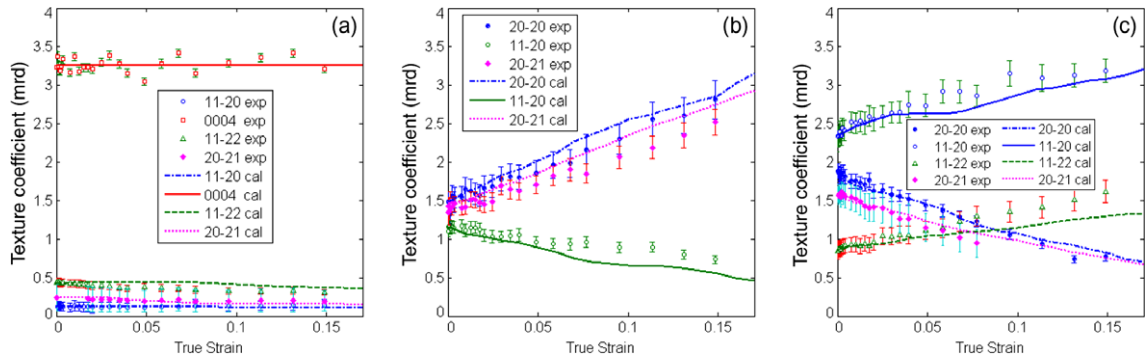 (a)
Texture coefficient (mrd)
4
3.5
3
2.5
2
1.5
1
0.5
0
11-20 exp
0004 exp
11-22 exp
20-21 exp
11-20 cal
0004 cal
11-22 cal
20-21 cal
0
0.05
0.1
0.15
True Strain
(b)
Texture coefficient (mrd)
4
3.5
3
2.5
2
1.5
1
0.5
0
20-20 exp
11-20 exp
20-21 exp
20-20 cal
11-20 cal
20-21 cal
0
0.05
0.1
0.15
True Strain
(c)
Texture coefficient (mrd)
4
3.5
3
2.5
2
1.5
1
0.5
0
20-20 exp
11-20 exp
11-22 exp
20-21 exp
20-20 cal
11-20 cal
11-22 cal
20-21 cal
0
0.05
0.1
0.15
True Strain